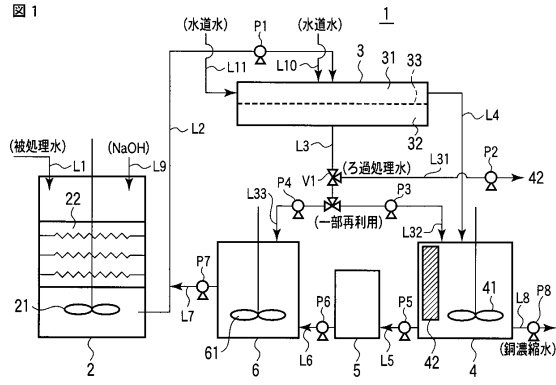 図1
1
(水道水)
P1
(水道水)
L11
L10
3
31
33
L2
L3
32
L4
(被処理水)
(NaOH)
L1
L9
V1
(ろ過処理水)
L31
P2
42
22
L33
P4
P3
(一部再利用)
L32
21
P7
L7
61
P6
P5
41
L8
P8
2
6
L6
5
L5
42
4
(銅濃縮水)